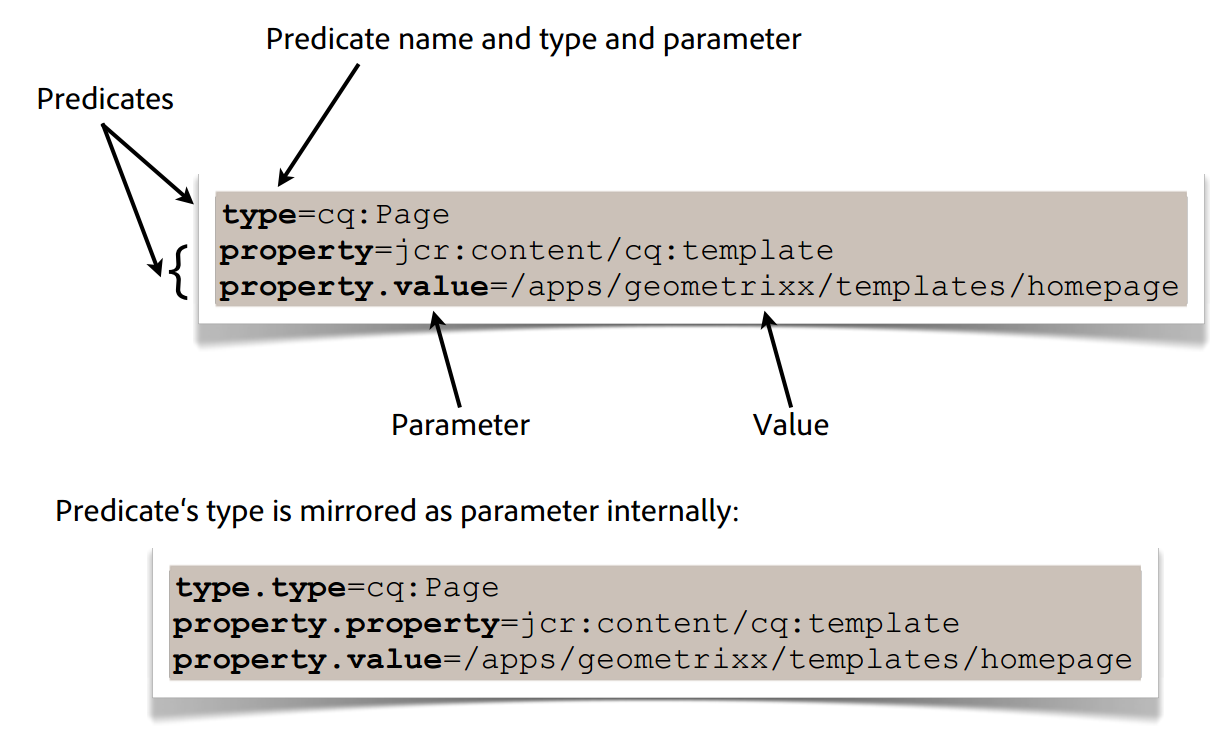 Predicate name and type and parameter
Predicates
type=cq:Page
{
property=jcr:content/cq:template
property.value=/apps/geometrixx/templates/homepage
Parameter
Value
Predicate‘s type is mirrored as parameter internally:
type.type=cq:Page
property.property=jcr:content/cq:template
property.value=/apps/geometrixx/templates/homepage